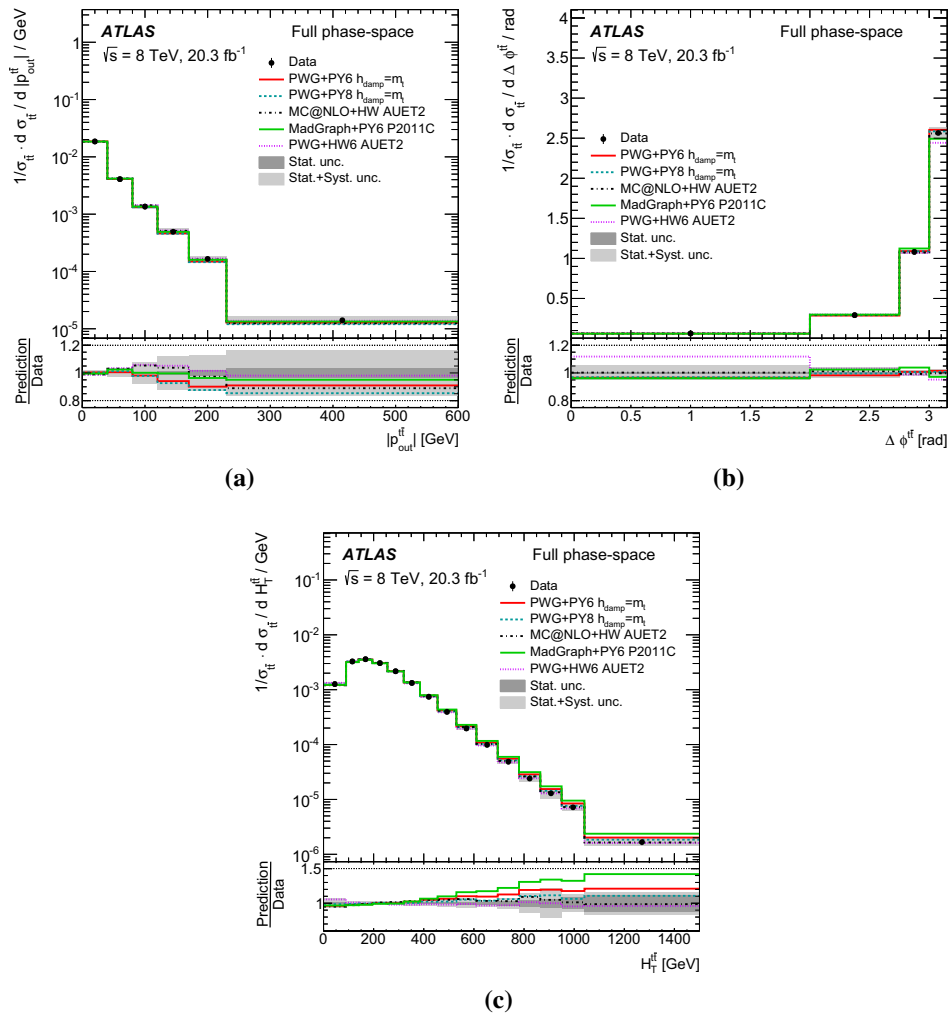 1/σ_tt̄ · d σ_tt̄ / d |p_out^tt̄| / GeV
ATLAS
Full phase-space
√s = 8 TeV, 20.3 fb⁻¹
Data
PWG+PY6 h_damp=m_t
PWG+PY8 h_damp=m_t
MC@NLO+HW AUET2
MadGraph+PY6 P2011C
PWG+HW6 AUET2
Stat. unc.
Stat.+Syst. unc.
1
10⁻¹
10⁻²
10⁻³
10⁻⁴
10⁻⁵
Prediction
Data
1.2
1
0.8
0 100 200 300 400 500 600
|p_out^tt̄| [GeV]
(a)
1/σ_tt̄ · d σ_tt̄ / d Δ φ^tt̄ / rad
ATLAS
Full phase-space
√s = 8 TeV, 20.3 fb⁻¹
Data
PWG+PY6 h_damp=m_t
PWG+PY8 h_damp=m_t
MC@NLO+HW AUET2
MadGraph+PY6 P2011C
PWG+HW6 AUET2
Stat. unc.
Stat.+Syst. unc.
4
3.5
3
2.5
2
1.5
1
0.5
Prediction
Data
1.2
1
0.8
0 0.5 1 1.5 2 2.5 3
Δ φ^tt̄ [rad]
(b)
1/σ_tt̄ · d σ_tt̄ / d H_T^tt̄ / GeV
ATLAS
Full phase-space
√s = 8 TeV, 20.3 fb⁻¹
Data
PWG+PY6 h_damp=m_t
PWG+PY8 h_damp=m_t
MC@NLO+HW AUET2
MadGraph+PY6 P2011C
PWG+HW6 AUET2
Stat. unc.
Stat.+Syst. unc.
10⁻¹
10⁻²
10⁻³
10⁻⁴
10⁻⁵
10⁻⁶
Prediction
Data
1.5
1
0 200 400 600 800 1000 1200 1400
H_T^tt̄ [GeV]
(c)